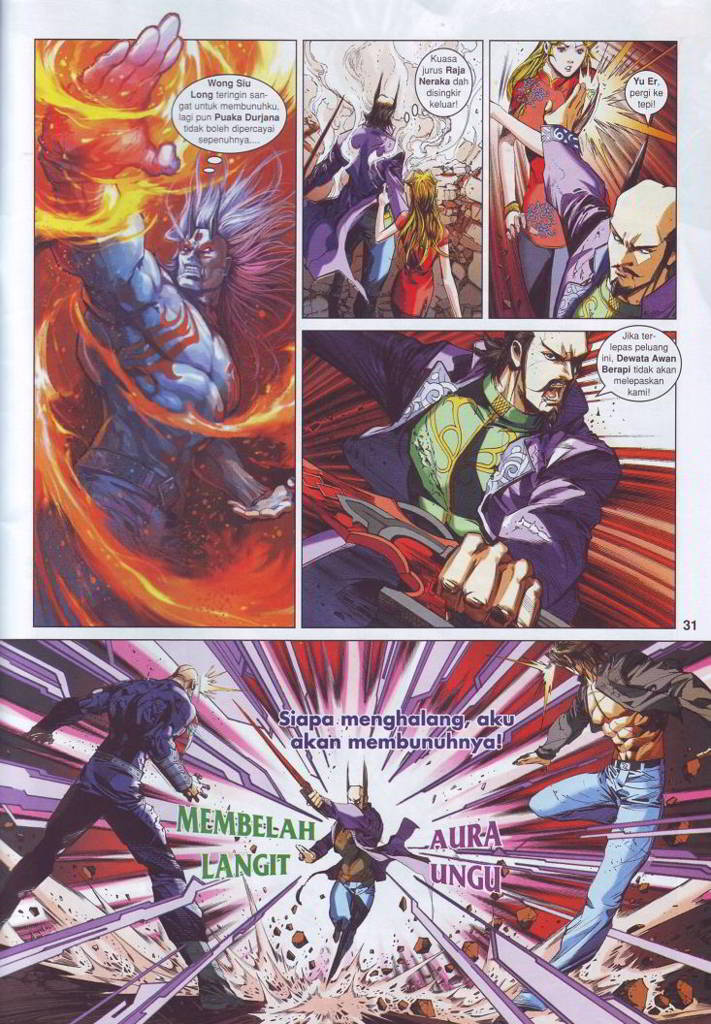 Wong Siu
Long teringin san-
gat untuk membunuhku,
lagi pun Puaka Durjana
tidak boleh dipercayai
sepenuhnya....
Kuasa
jurus Raja
Neraka dah
disingkir
keluar!
Yu Er,
pergi ke
tepi!
Jika ter-
lepas peluang
ini, Dewata Awan
Berapi tidak akan
melepaskan
kami!
31
Siapa menghalang, aku
akan membunuhnya!
MEMBELAH
LANGIT
AURA
UNGU